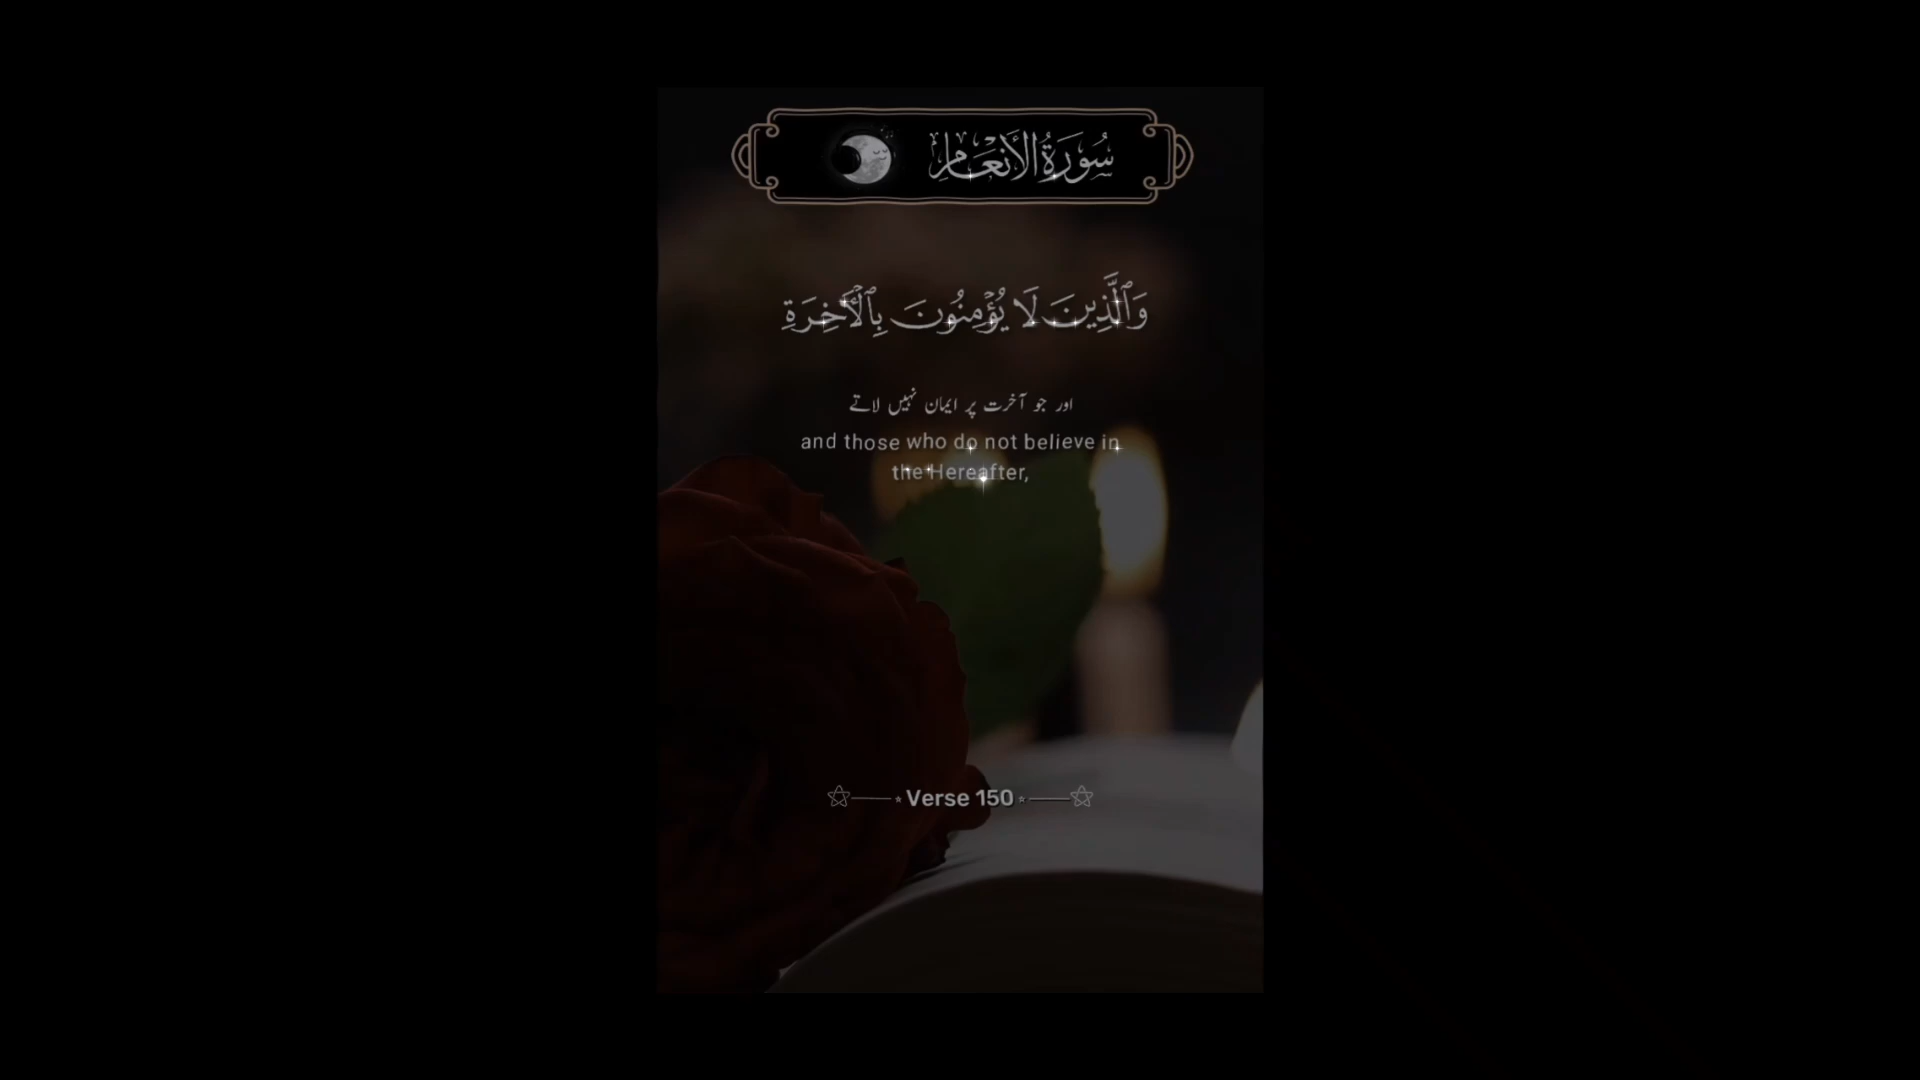 سُورَةُ الأَنْعَامِ
وَٱلَّذِينَ لَا يُؤْمِنُونَ بِٱلْأَخِرَةِ
اور جو آخرت پر ایمان نہیں لاتے
and those who do not believe in
the Hereafter,
Verse 150